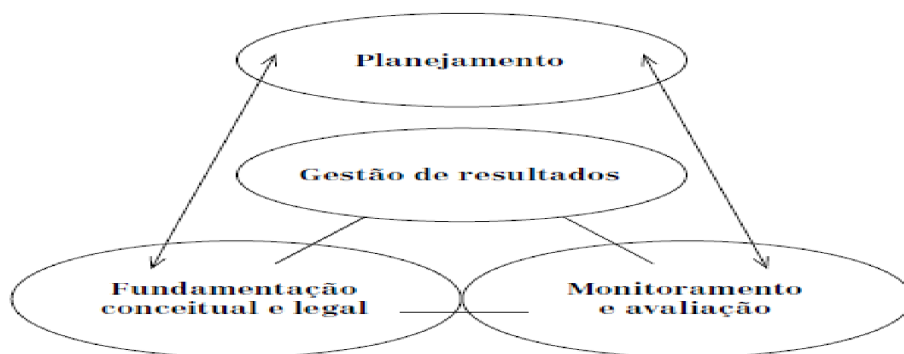 Planejamento
Gestão de resultados
Fundamentação
conceitual e legal
Monitoramento
e avaliação